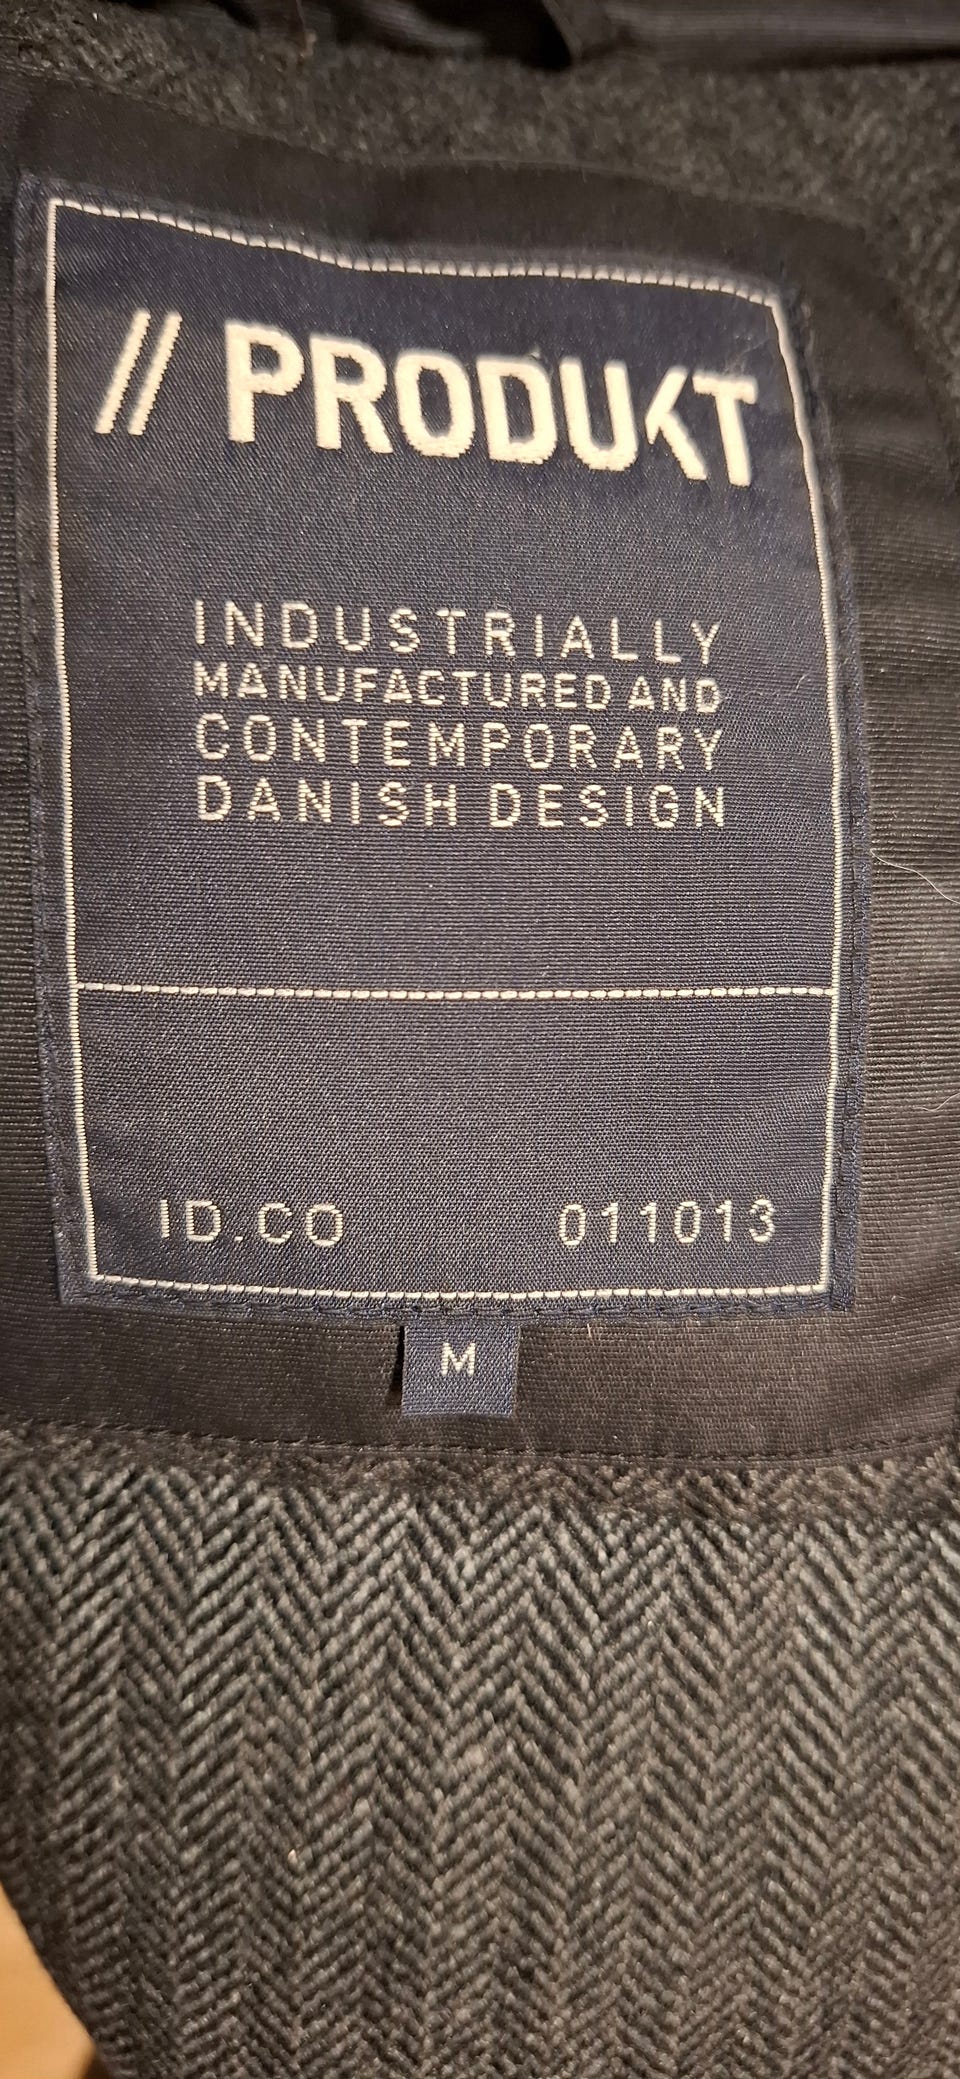 // PRODUKT
INDUSTRIALLY
MANUFACTURED AND
CONTEMPORARY
DANISH DESIGN
ID.CO 011013
M